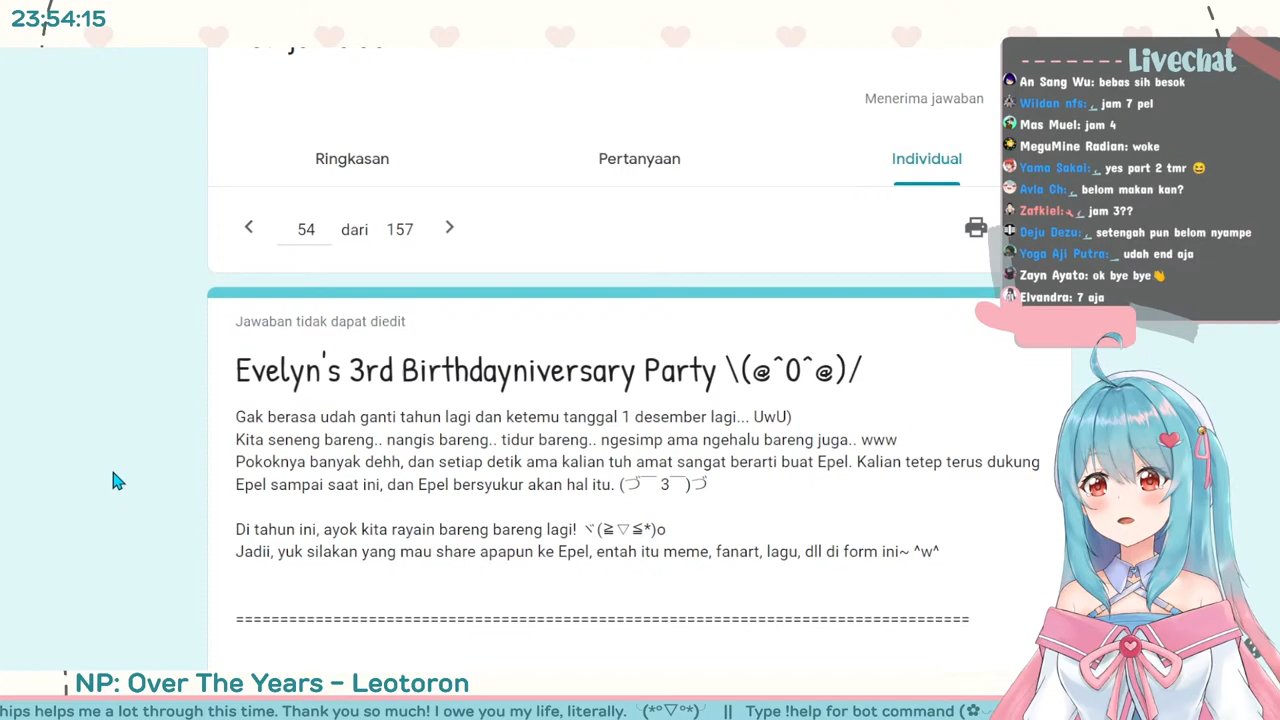 23:54:15
Menerima jawaban
Ringkasan
Pertanyaan
Individual
54 dari 157
Jawaban tidak dapat diedit
Evelyn's 3rd Birthdayniversary Party \(@^0^@)/
Gak berasa udah ganti tahun lagi dan ketemu tanggal 1 desember lagi... UwU)
Kita seneng bareng.. nangis bareng.. tidur bareng.. ngesimp ama ngehalu bareng juga.. www
Pokoknya banyak dehh, dan setiap detik ama kalian tuh amat sangat berarti buat Epel. Kalian tetep terus dukung
Epel sampai saat ini, dan Epel bersyukur akan hal itu. (づ￣ 3￣)づ
Di tahun ini, ayok kita rayain bareng bareng lagi! ヾ(≧▽≦*)o
Jadii, yuk silakan yang mau share apapun ke Epel, entah itu meme, fanart, lagu, dll di form ini~ ^w^
=================================================================================
Livechat
An Sang Wu: bebas sih besok
Wildan nfs: jam 7 pel
Mas Muel: jam 4
MeguMine Radian: woke
Yama Sakai: yes part 2 tmr 😄
Avla Ch: belom makan kan?
Zafkiel: jam 3??
Deju Dezu: setengah pun belom nyampe
Yoga Aji Putra: udah end aja
Zayn Ayato: ok bye bye👋
Elvandra: 7 aja
NP: Over The Years – Leotoron
hips helps me a lot through this time. Thank you so much! I owe you my life, literally. ╰(*°▽°*)╯ || Type !help for bot command (✿